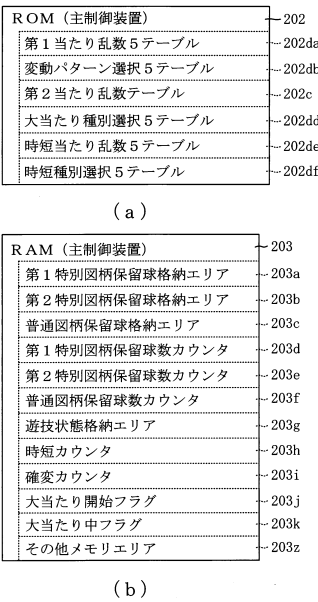 ROM（主制御装置） 202
第１当たり乱数５テーブル 202da
変動パターン選択５テーブル 202db
第２当たり乱数テーブル 202c
大当たり種別選択５テーブル 202dd
時短当たり乱数５テーブル 202de
時短種別選択５テーブル 202df
（a）
RAM（主制御装置） 203
第１特別図柄保留球格納エリア 203a
第２特別図柄保留球格納エリア 203b
普通図柄保留球格納エリア 203c
第１特別図柄保留球数カウンタ 203d
第２特別図柄保留球数カウンタ 203e
普通図柄保留球数カウンタ 203f
遊技状態格納エリア 203g
時短カウンタ 203h
確変カウンタ 203i
大当たり開始フラグ 203j
大当たり中フラグ 203k
その他メモリエリア 203z
（b）